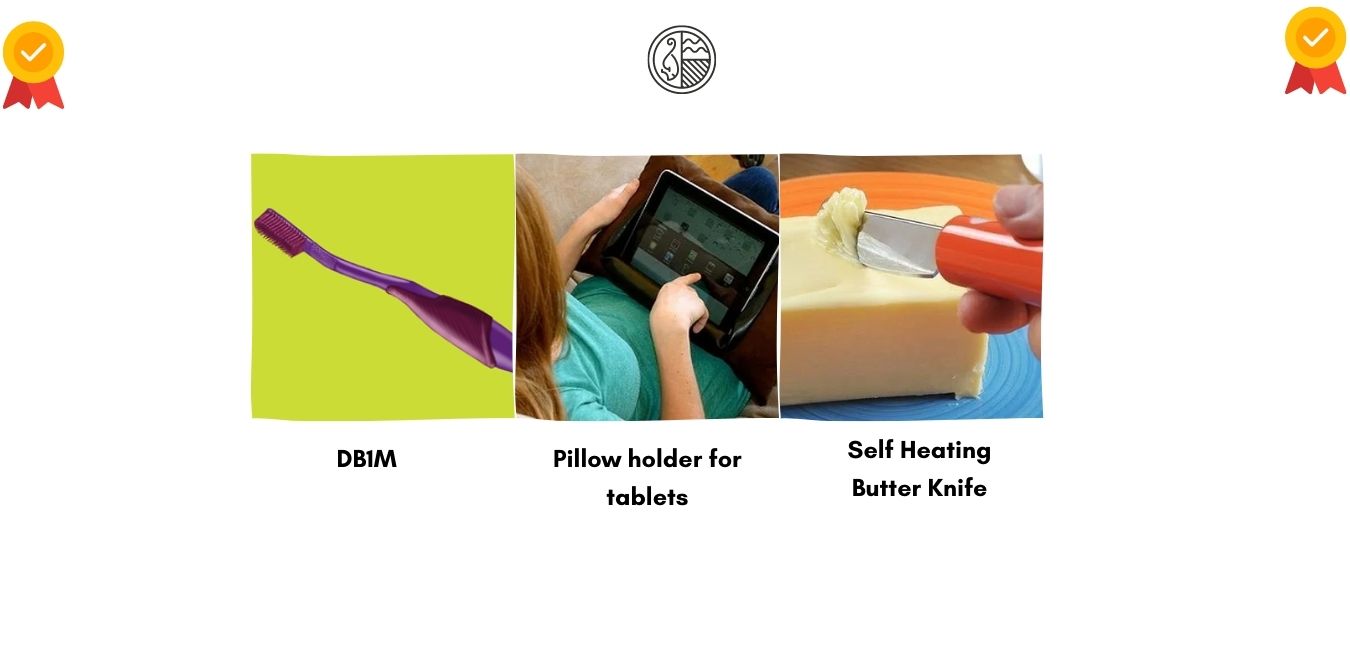 DB1M
Pillow holder for
tablets
Self Heating
Butter Knife